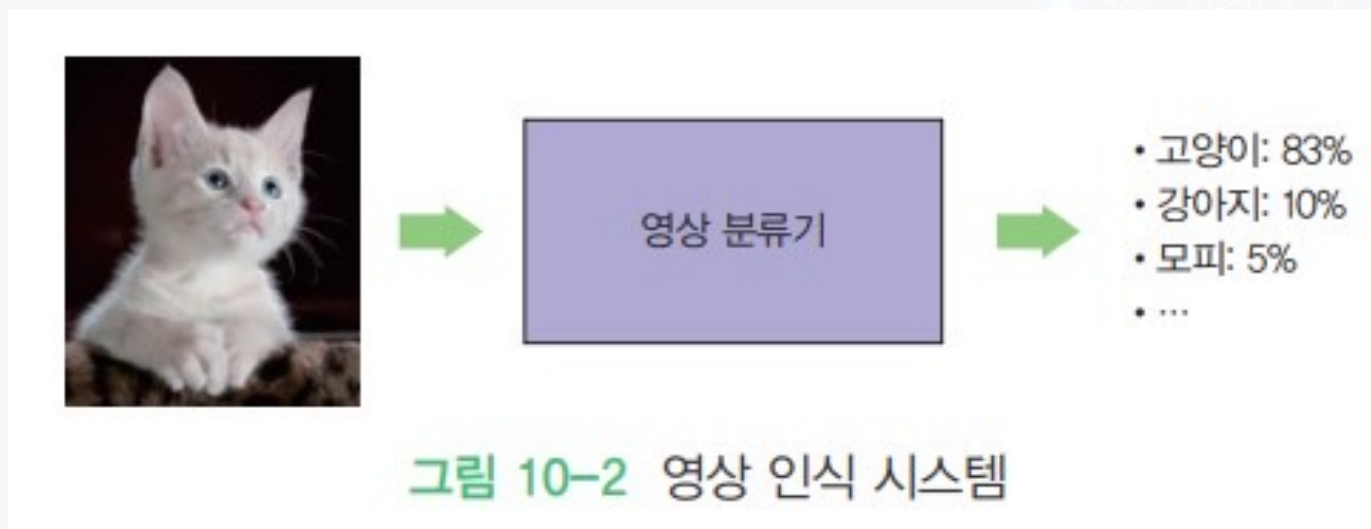 영상 분류기
• 고양이: 83%
• 강아지: 10%
• 모피: 5%
• …
그림 10-2 영상 인식 시스템